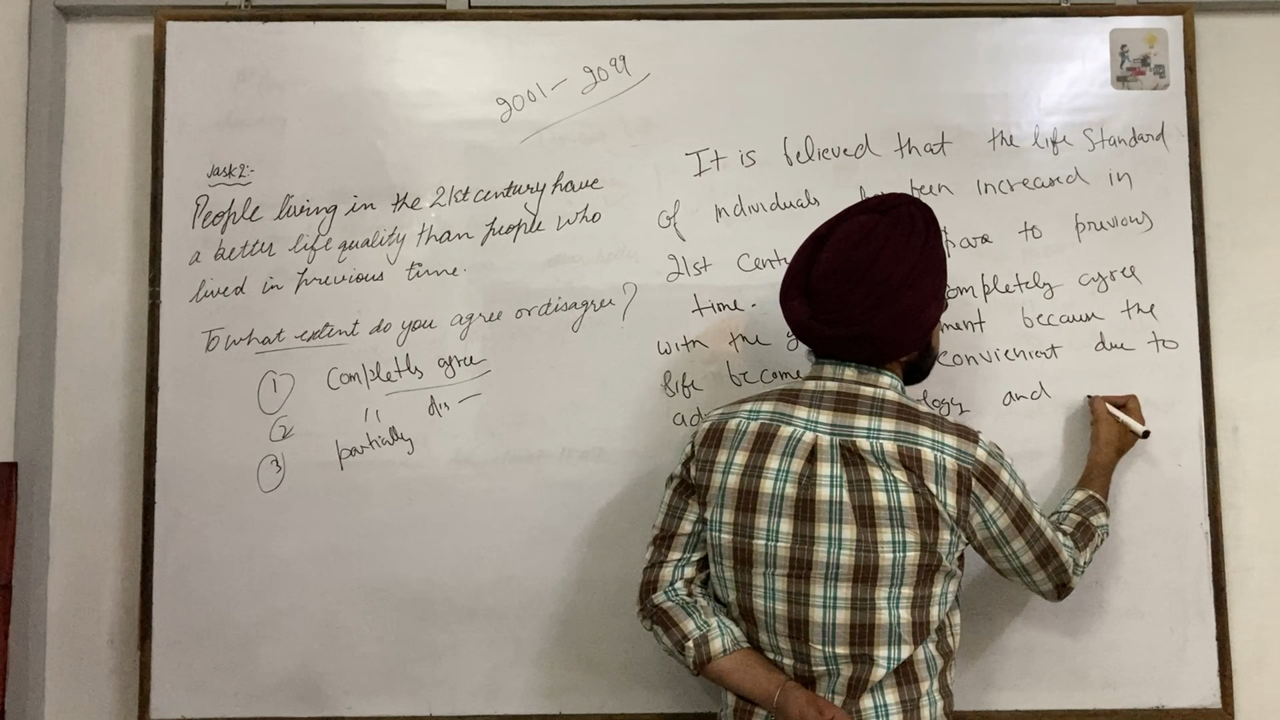 2001 - 2099
Task 2:-
People living in the 21st century have
a better life quality than people who
lived in previous time.
To what extent do you agree or disagree?
① Completly agree
② " dis —
③ partially
It is believed that the life Standard
of individuals been increased in
21st to previous
time. completely agree
with the because the
life become convienient due to
and